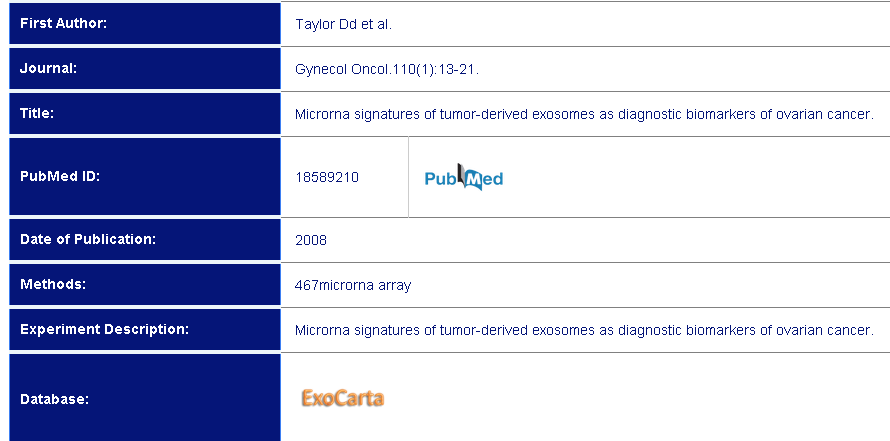 First Author: Taylor Dd et al.
Journal: Gynecol Oncol.110(1):13-21.
Title: Microrna signatures of tumor-derived exosomes as diagnostic biomarkers of ovarian cancer.
PubMed ID: 18589210 PubMed
Date of Publication: 2008
Methods: 467microrna array
Experiment Description: Microrna signatures of tumor-derived exosomes as diagnostic biomarkers of ovarian cancer.
Database: ExoCarta